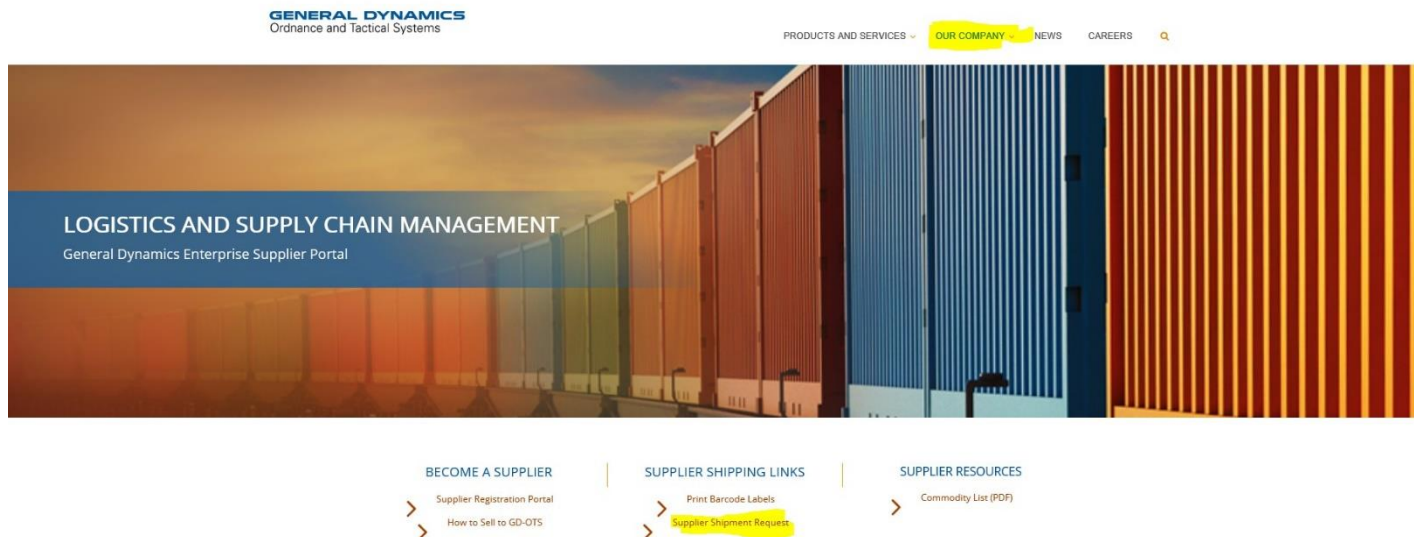 GENERAL DYNAMICS
Ordnance and Tactical Systems
PRODUCTS AND SERVICES OUR COMPANY NEWS CAREERS
LOGISTICS AND SUPPLY CHAIN MANAGEMENT
General Dynamics Enterprise Supplier Portal
BECOME A SUPPLIER
Supplier Registration Portal
How to Sell to GD-OTS
SUPPLIER SHIPPING LINKS
Print Barcode Labels
Supplier Shipment Request
SUPPLIER RESOURCES
Commodity List (PDF)